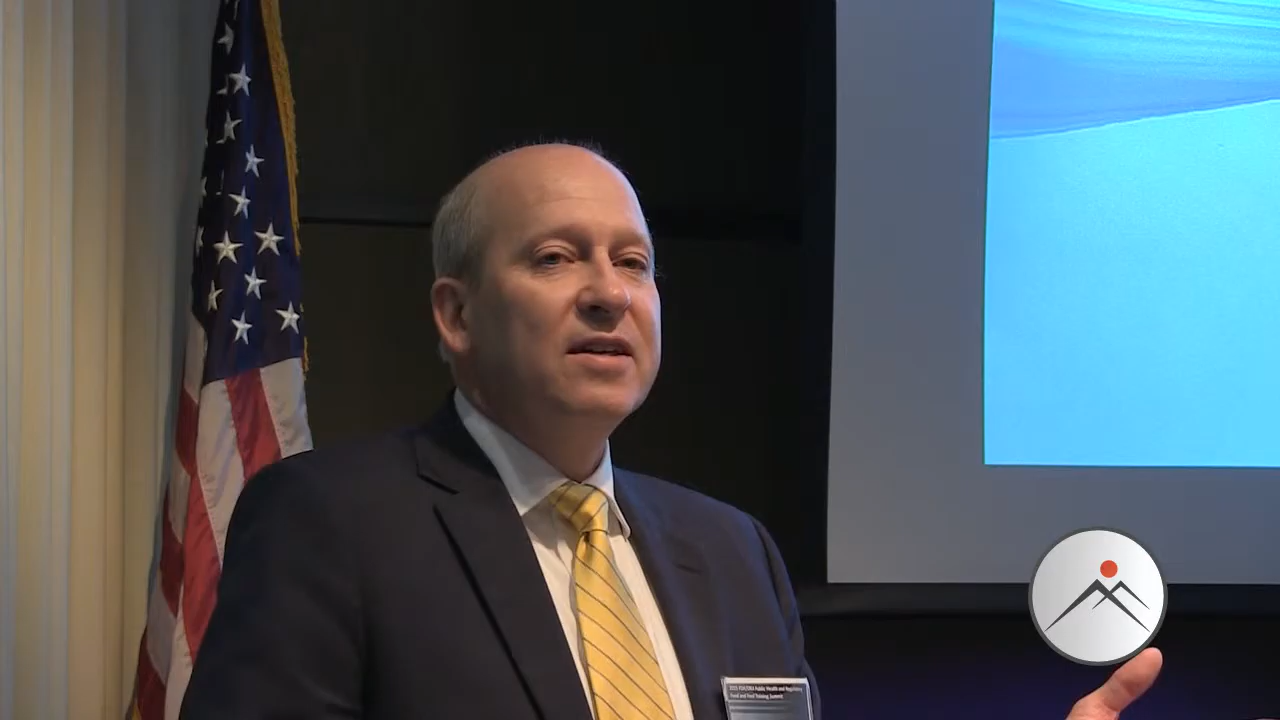 Public Health and Regulatory
Food and Feed Training Summit